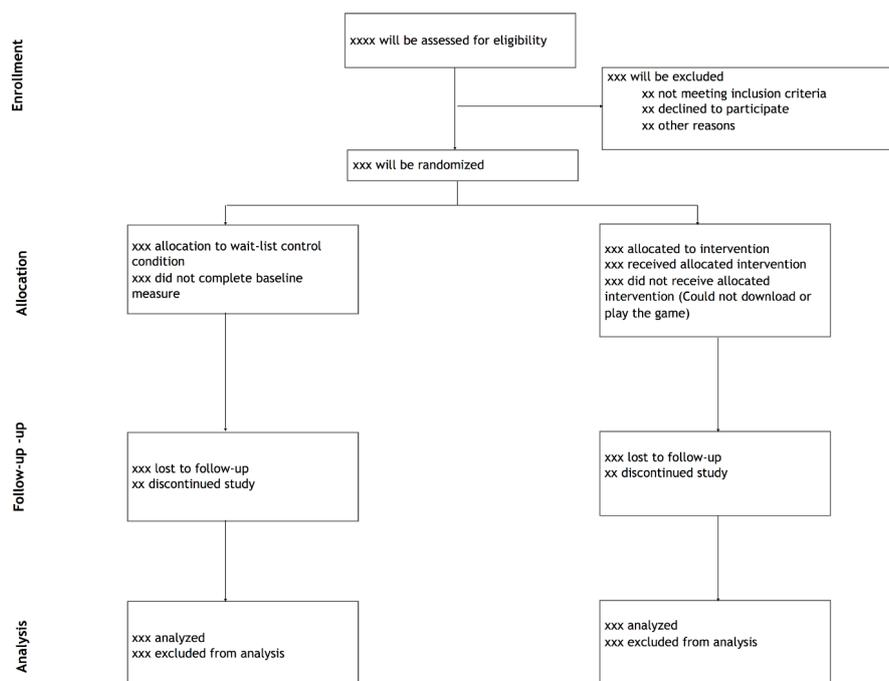 Enrollment
xxxx will be assessed for eligibility
xxx will be excluded
xx not meeting inclusion criteria
xx declined to participate
xx other reasons
xxx will be randomized
Allocation
xxx allocation to wait-list control
condition
xxx did not complete baseline
measure
xxx allocated to intervention
xxx received allocated intervention
xxx did not receive allocated
intervention (Could not download or
play the game)
Follow-up -up
xxx lost to follow-up
xx discontinued study
xxx lost to follow-up
xx discontinued study
Analysis
xxx analyzed
xxx excluded from analysis
xxx analyzed
xxx excluded from analysis